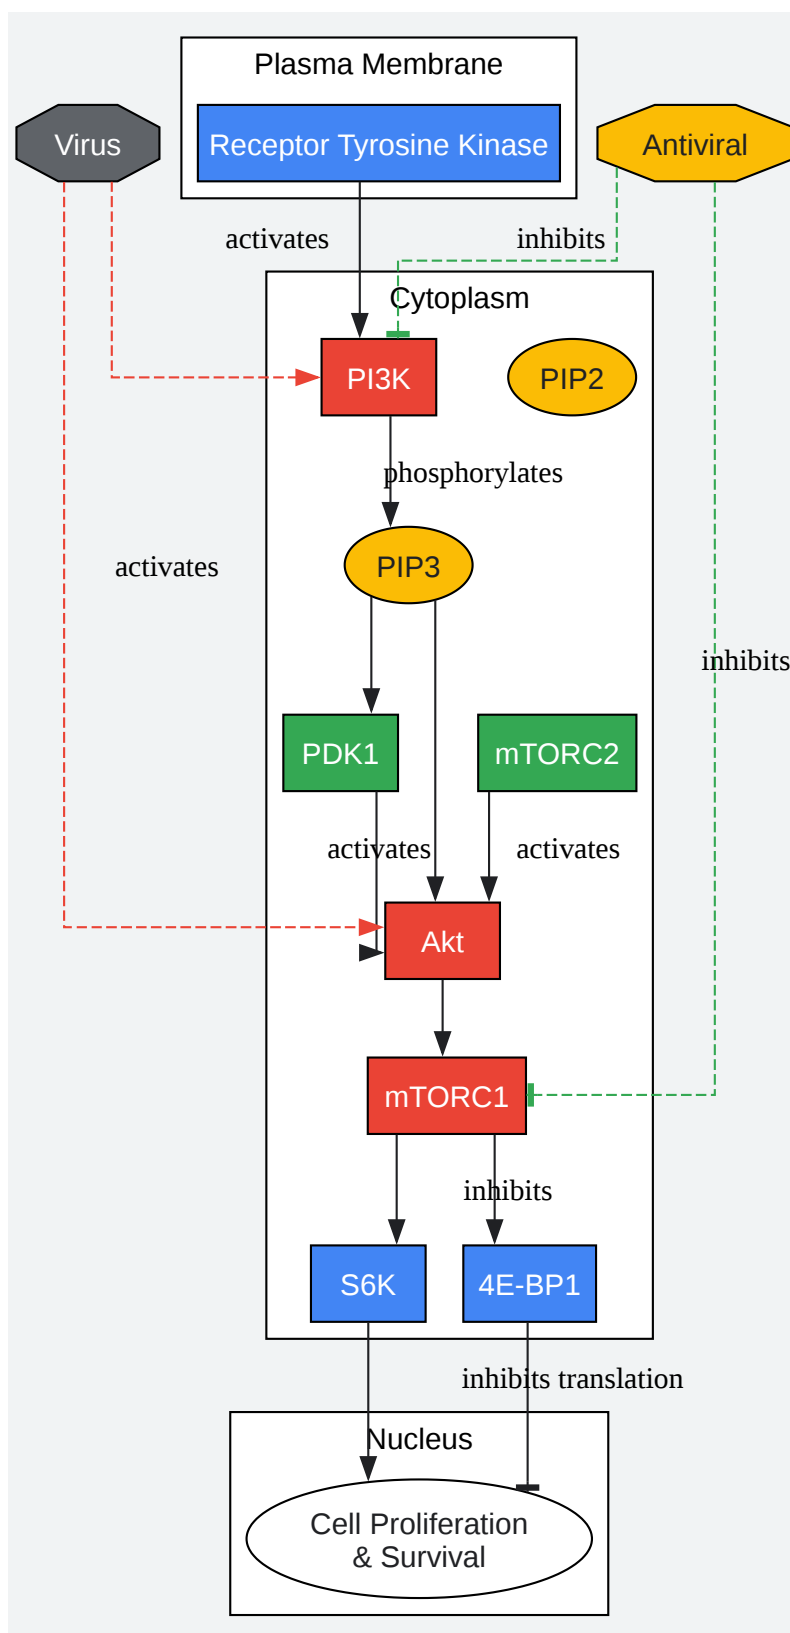 Plasma Membrane
Virus
Receptor Tyrosine Kinase
Antiviral
activates
inhibits
Cytoplasm
PI3K
PIP2
phosphorylates
activates
PIP3
inhibits
PDK1
mTORC2
activates
activates
Akt
mTORC1
inhibits
S6K
4E-BP1
inhibits translation
Nucleus
Cell Proliferation
& Survival